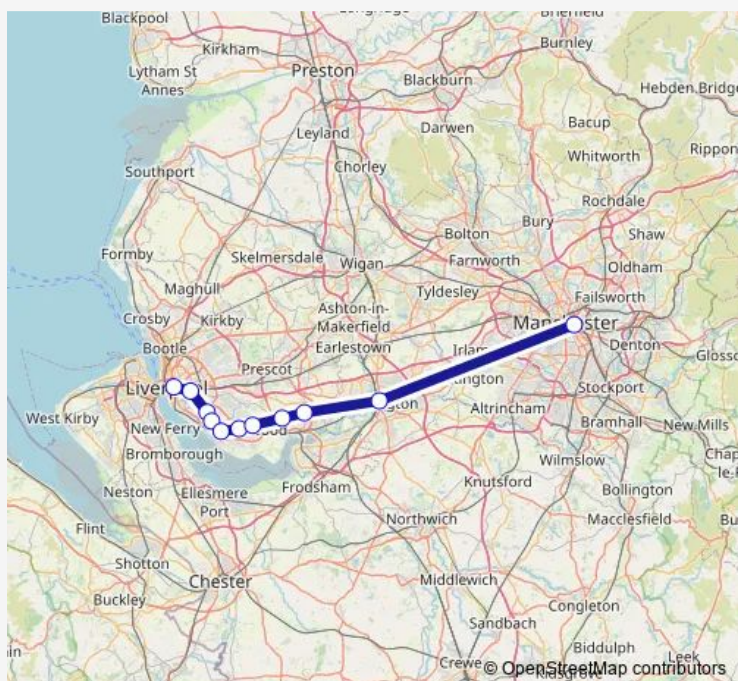 Blackpool
Brierfield
Kirkham
Burnley
Preston
Lytham St
Annes
Blackburn
Hebden Bridge
Leyland
Darwen
Bacup
Chorley
Whitworth
Southport
Rochdale
Bury
Shaw
Formby
Bolton
Skelmersdale
Wigan
Farnworth
Oldham
Maghull
Tyldesley
Failsworth
Crosby
Kirkby
Ashton-in-
Makerfield
Manchester
Bootle
Earlestown
Denton
Prescot
Stockport
West Kirby
New Ferry
Altrincham
Bramhall
New Mills
Bromborough
Wilmslow
Neston
Ellesmere
Port
Frodsham
Knutsford
Bollington
Flint
Northwich
Macclesfield
Shotton
Chester
Middlewich
Buckley
Congleton
Sandbach
Biddulph
Leek
Crewe
© OpenStreetMap contributors
Kidsgrove